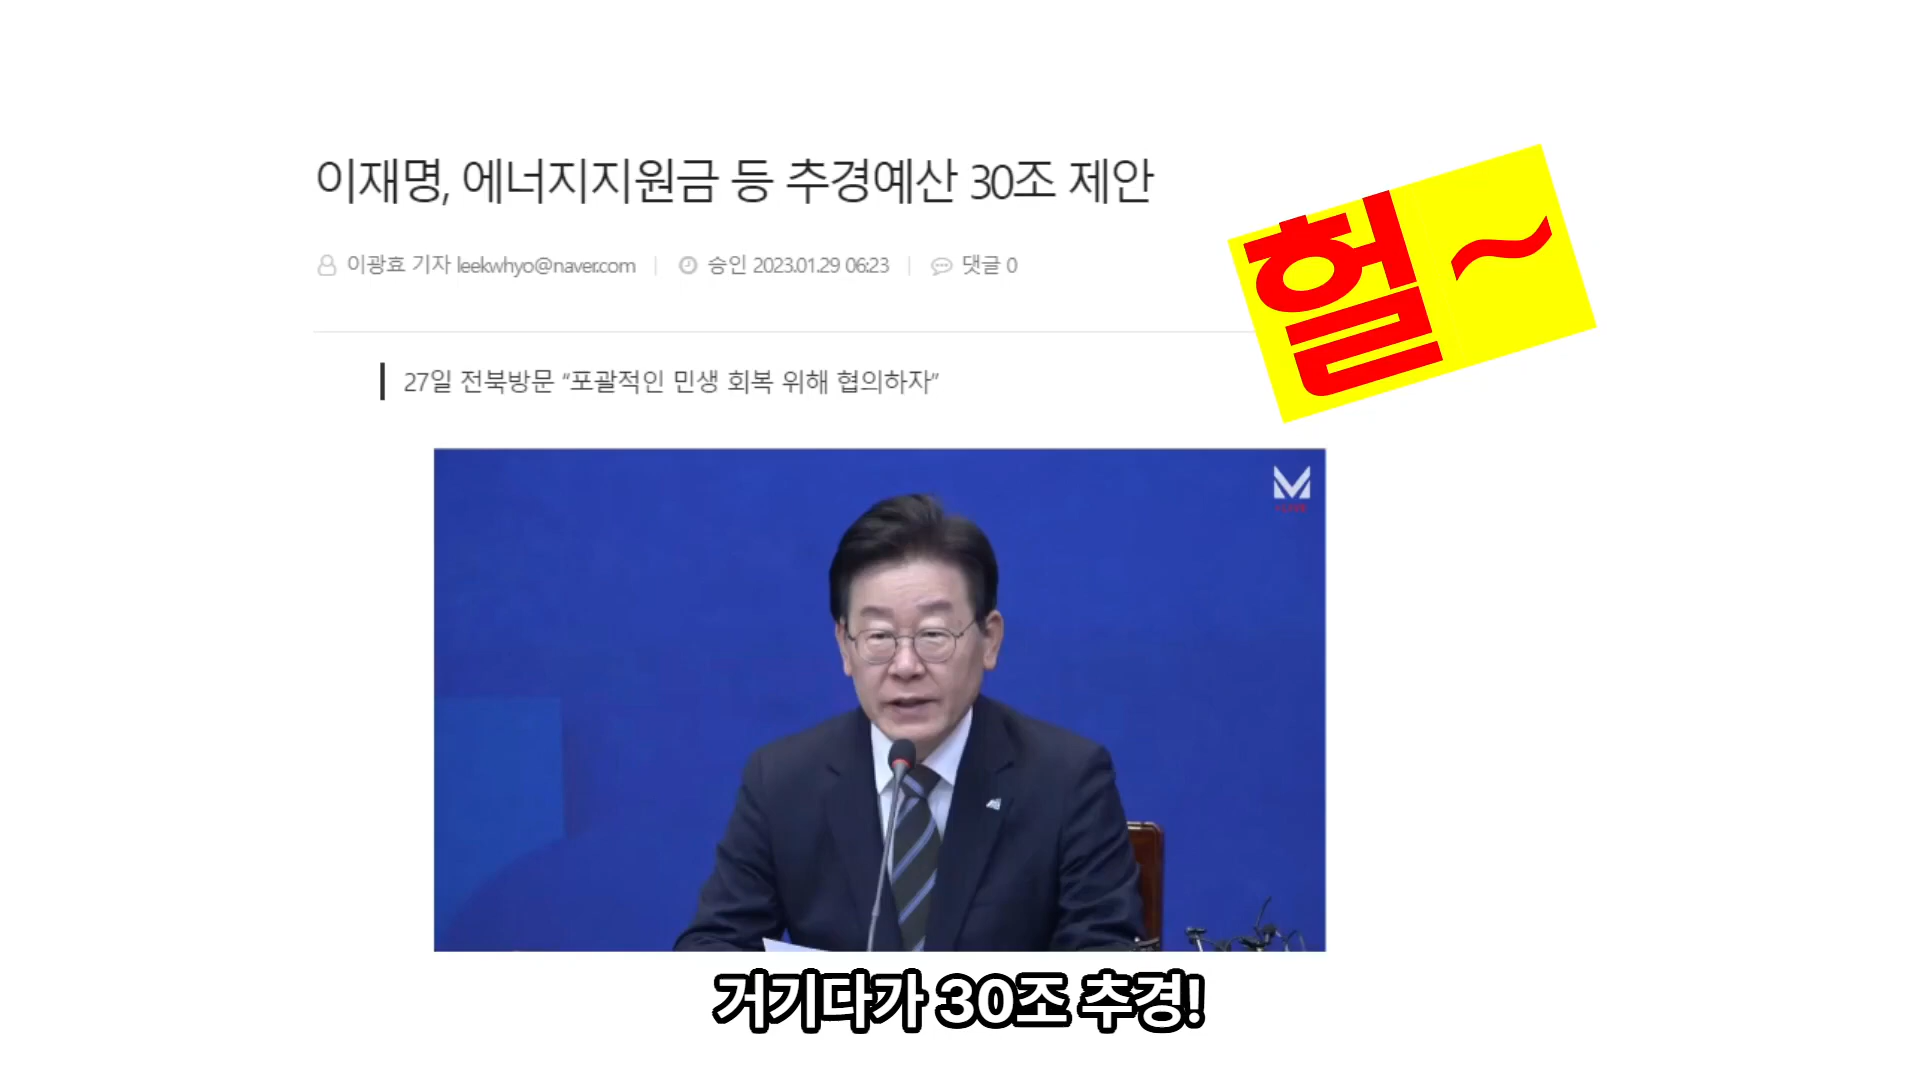 이재명, 에너지지원금 등 추경예산 30조 제안
헐~
이광효 기자 leekwhyo@naver.com | 승인 2023.01.29 06:23 | 댓글 0
27일 전북방문 “포괄적인 민생 회복 위해 협의하자”
거기다가 30조 추경!